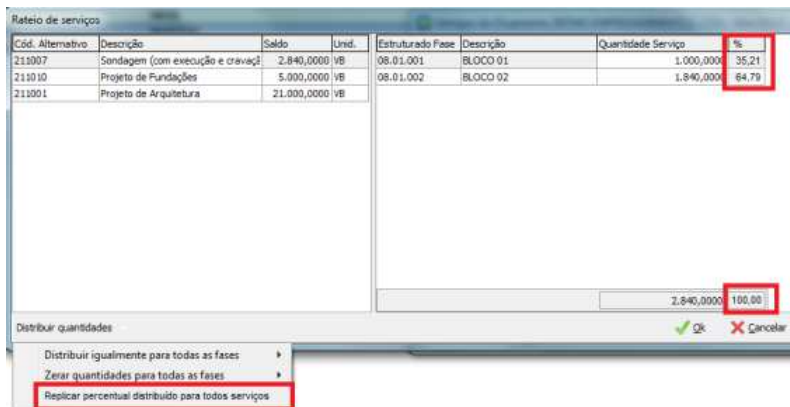 Rateio de serviços
Cód. Alternativo Descrição Saldo Unid.
211007 Sondagem (com execução e cravaçã 2.840,0000 VB
211010 Projeto de Fundações 5.000,0000 VB
211001 Projeto de Arquitetura 21.000,0000 VB
Estruturado Fase Descrição Quantidade Serviço %
08.01.001 BLOCO 01 1.000,0000 35,21
08.01.002 BLOCO 02 1.840,0000 64,79
2.840,0000 100,00
Distribuir quantidades Ok Cancelar
Distribuir igualmente para todas as fases
Zerar quantidades para todas as fases
Replicar percentual distribuído para todos serviços